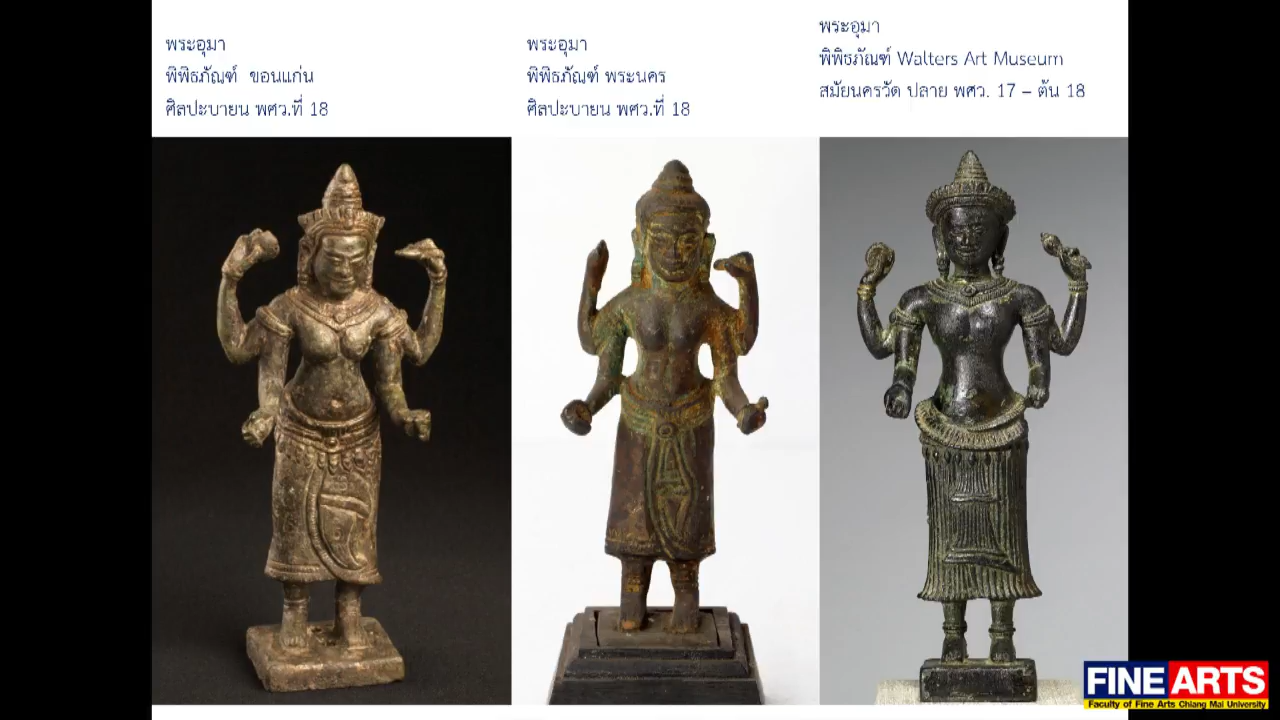 พระอุมา
พิพิธภัณฑ์ ขอนแก่น
ศิลปะบายน พศว.ที่ 18
พระอุมา
พิพิธภัณฑ์ พระนคร
ศิลปะบายน พศว.ที่ 18
พระอุมา
พิพิธภัณฑ์ Walters Art Museum
สมัยนครวัด ปลาย พศว. 17 – ต้น 18
FINE ARTS
Faculty of Fine Arts Chiang Mai University